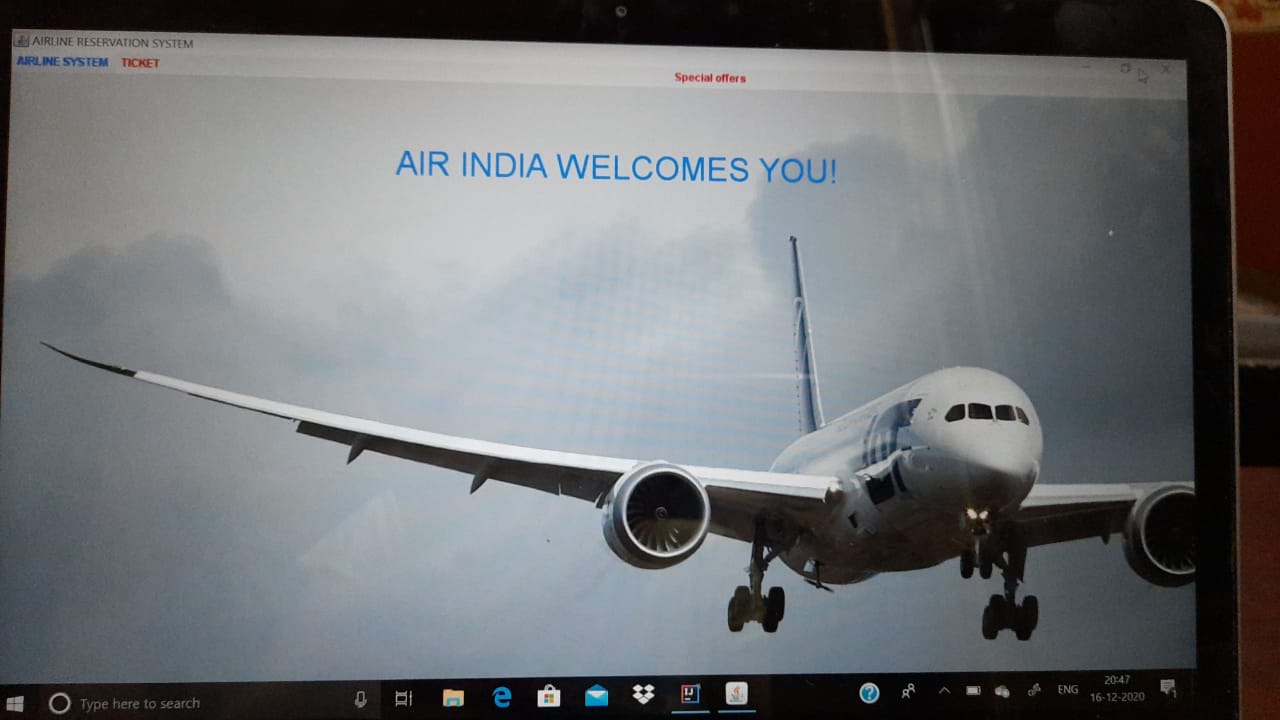 AIRLINE RESERVATION SYSTEM
AIRLINE SYSTEM TICKET
Special offers
AIR INDIA WELCOMES YOU!
Type here to search
ENG
20:47
16-12-2020
1